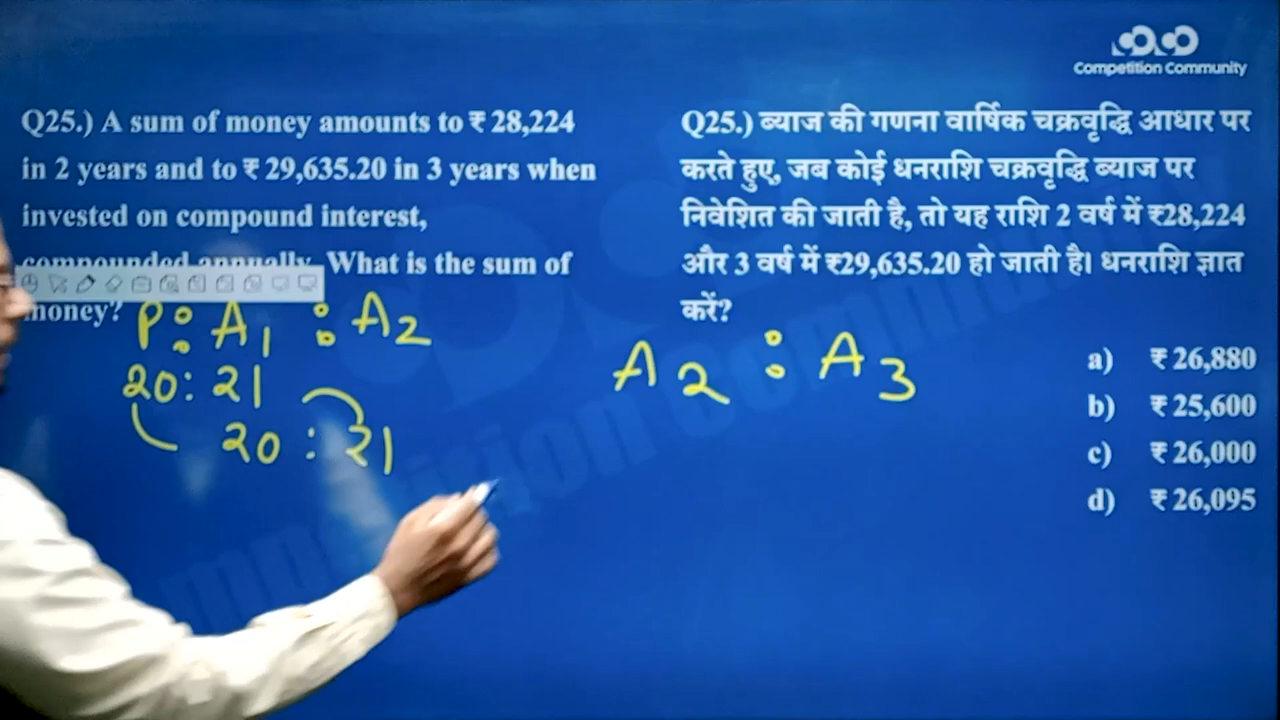 Competition Community
Q25.) A sum of money amounts to ₹ 28,224
in 2 years and to ₹ 29,635.20 in 3 years when
invested on compound interest,
compounded annually. What is the sum of
money?
P : A1 : A2
20 : 21
20 : 21
Q25.) ब्याज की गणना वार्षिक चक्रवृद्धि आधार पर
करते हुए, जब कोई धनराशि चक्रवृद्धि ब्याज पर
निवेशित की जाती है, तो यह राशि 2 वर्ष में ₹28,224
और 3 वर्ष में ₹29,635.20 हो जाती है। धनराशि ज्ञात
करें?
A2 : A3
a) ₹ 26,880
b) ₹ 25,600
c) ₹ 26,000
d) ₹ 26,095